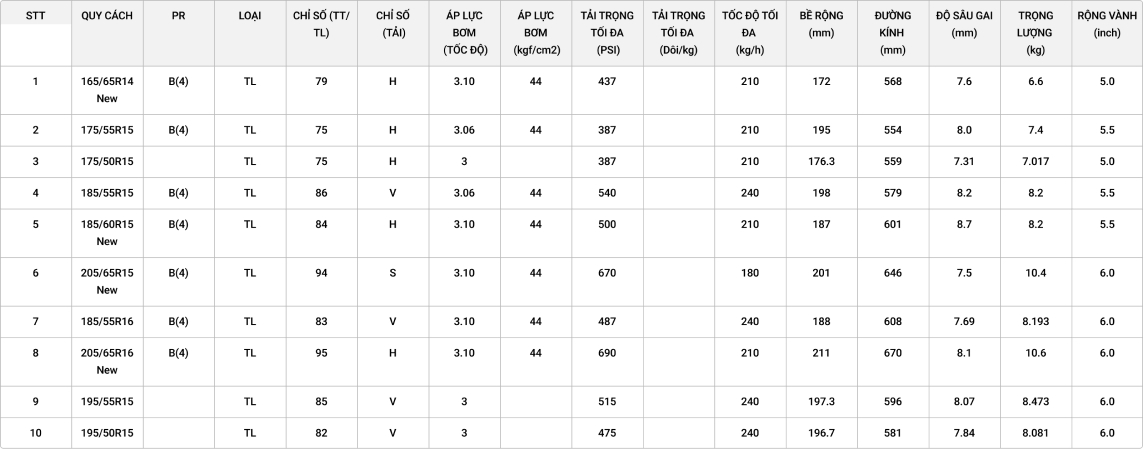 STT QUY CÁCH PR LOẠI CHỈ SỐ (TT/ CHỈ SỐ ÁP LỰC ÁP LỰC TẢI TRỌNG TẢI TRỌNG TỐC ĐỘ TỐI BỀ RỘNG ĐƯỜNG ĐỘ SÂU GAI TRỌNG RỘNG VÀNH
TL) (TẢI) BƠM BƠM TỐI ĐA TỐI ĐA ĐA (mm) KÍNH (mm) LƯỢNG (inch)
(TỐC ĐỘ) (kgf/cm2) (PSI) (Dôi/kg) (kg/h) (mm) (kg)
1 165/65R14 B(4) TL 79 H 3.10 44 437 210 172 568 7.6 6.6 5.0
New
2 175/55R15 B(4) TL 75 H 3.06 44 387 210 195 554 8.0 7.4 5.5
3 175/50R15 TL 75 H 3 387 210 176.3 559 7.31 7.017 5.0
4 185/55R15 B(4) TL 86 V 3.06 44 540 240 198 579 8.2 8.2 5.5
5 185/60R15 B(4) TL 84 H 3.10 44 500 210 187 601 8.7 8.2 5.5
New
6 205/65R15 B(4) TL 94 S 3.10 44 670 180 201 646 7.5 10.4 6.0
New
7 185/55R16 B(4) TL 83 V 3.10 44 487 240 188 608 7.69 8.193 6.0
8 205/65R16 B(4) TL 95 H 3.10 44 690 210 211 670 8.1 10.6 6.0
New
9 195/55R15 TL 85 V 3 515 240 197.3 596 8.07 8.473 6.0
10 195/50R15 TL 82 V 3 475 240 196.7 581 7.84 8.081 6.0